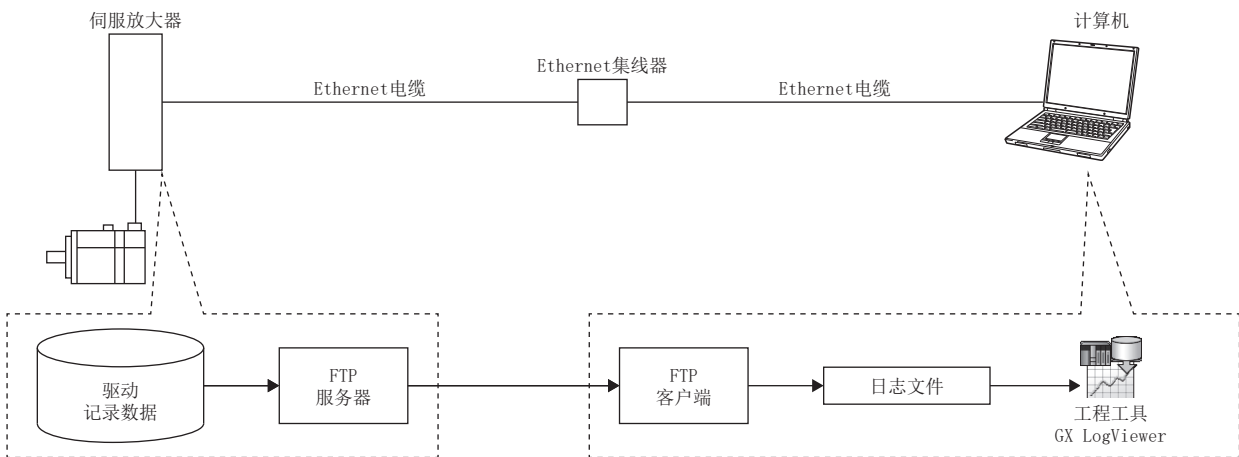 伺服放大器
计算机
Ethernet集线器
Ethernet电缆
Ethernet电缆
驱动
记录数据
FTP
服务器
FTP
客户端
日志文件
工程工具
GX LogViewer